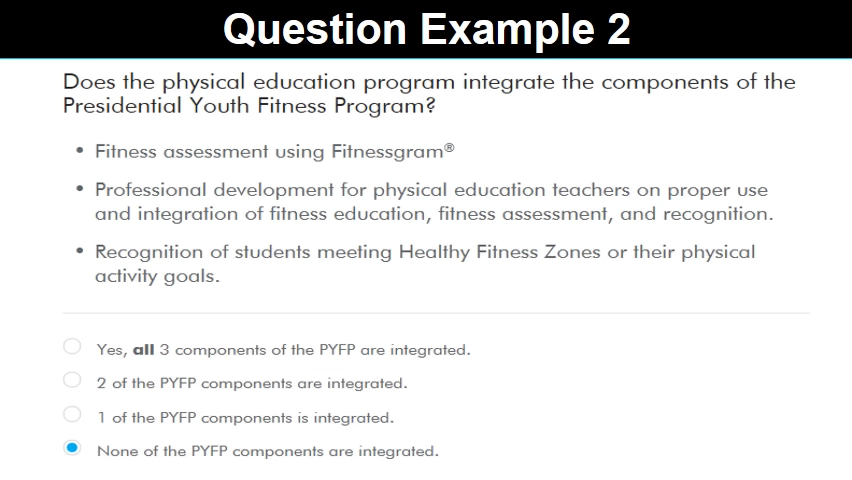 Question Example 2
Does the physical education program integrate the components of the
Presidential Youth Fitness Program?
• Fitness assessment using Fitnessgram®
• Professional development for physical education teachers on proper use
and integration of fitness education, fitness assessment, and recognition.
• Recognition of students meeting Healthy Fitness Zones or their physical
activity goals.
Yes, all 3 components of the PYFP are integrated.
2 of the PYFP components are integrated.
1 of the PYFP components is integrated.
None of the PYFP components are integrated.